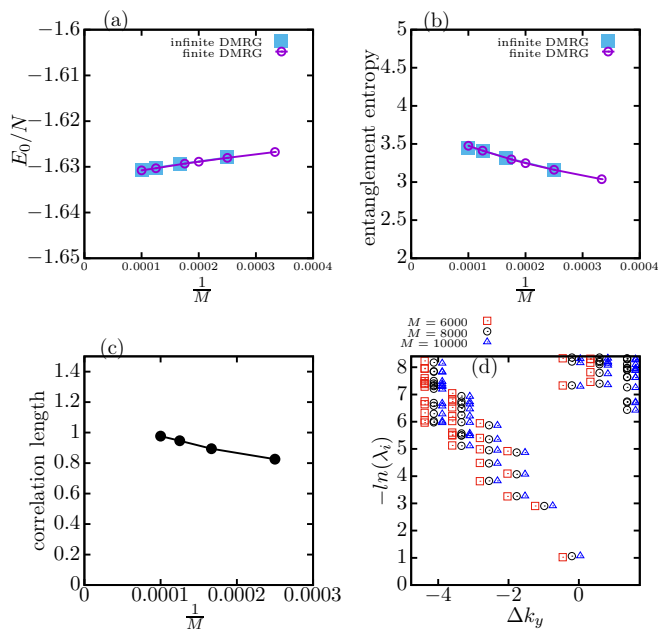 (a)
−1.6
−1.61
−1.62
−1.63
−1.64
−1.65
E₀/N
infinite DMRG
finite DMRG
0 0.0001 0.0002 0.0003 0.0004
1/M
(b)
5
4.5
4
3.5
3
2.5
2
entanglement entropy
infinite DMRG
finite DMRG
0 0.0001 0.0002 0.0003 0.0004
1/M
(c)
1.4
1.2
1
0.8
0.6
0.4
0.2
0
correlation length
0 0.0001 0.0002 0.0003
1/M
M = 6000
M = 8000
M = 10000
(d)
8
7
6
5
4
3
2
1
0
−ln(λᵢ)
−4 −2 0
Δk_y